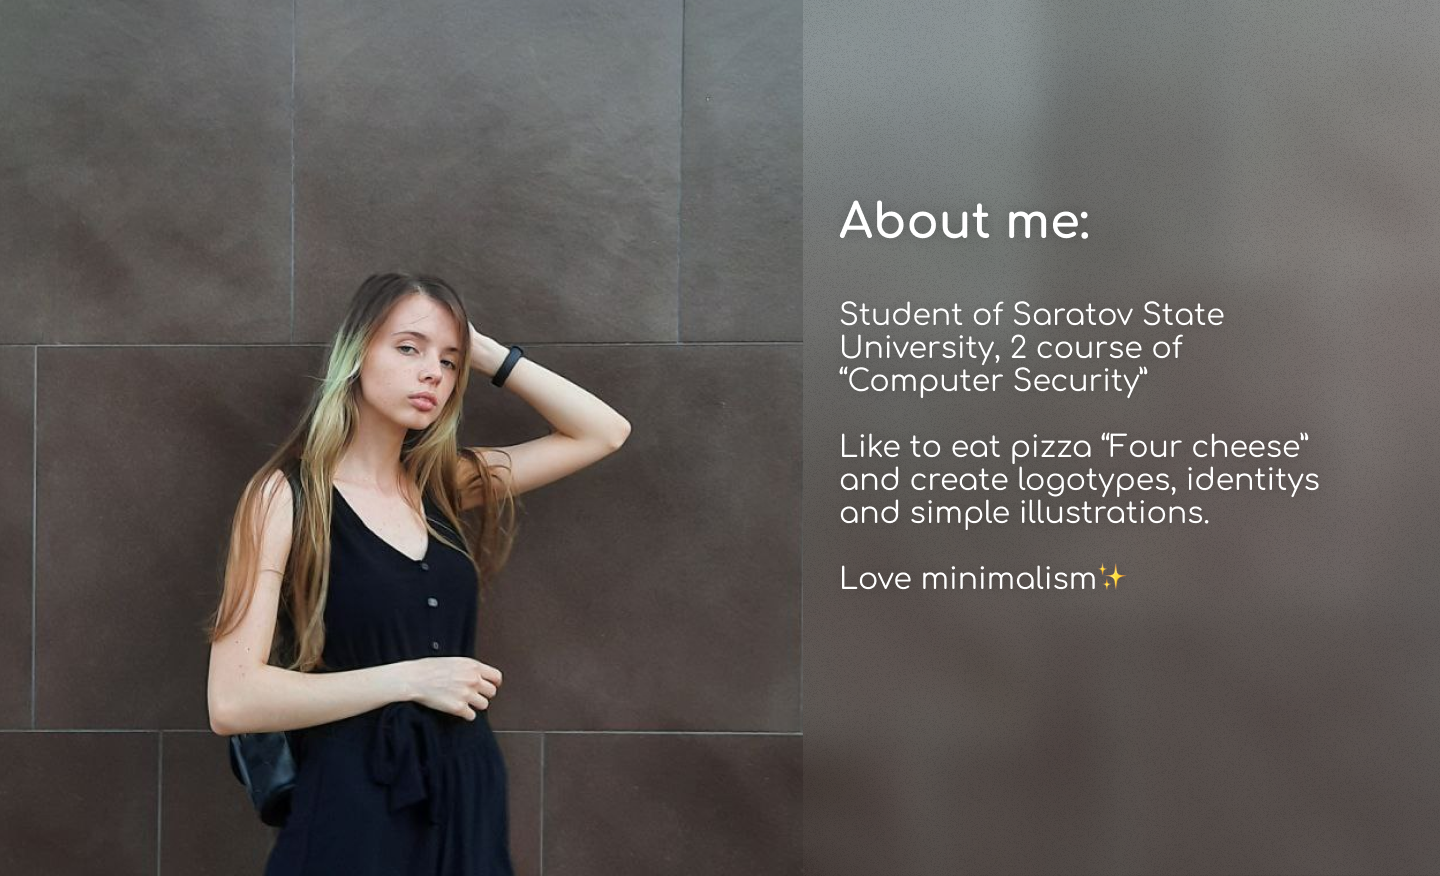 About me:
Student of Saratov State
University, 2 course of
“Computer Security”
Like to eat pizza “Four cheese”
and create logotypes, identitys
and simple illustrations.
Love minimalism✨